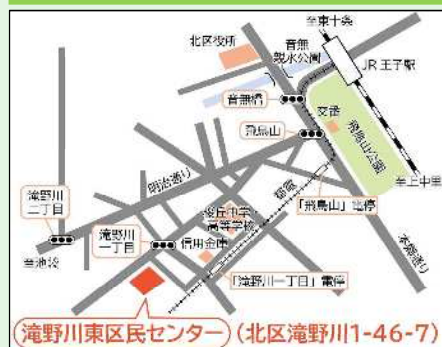 至東十条
北区役所
音無
親水公園
JR 王子駅
音無橋
交番
飛鳥山
飛鳥山公園
明治通り
都電
至上中里
滝野川
二丁目
滝野川
一丁目
桜丘中学・
高等学校
「飛鳥山」電停
信用金庫
本郷通り
至池袋
「滝野川一丁目」電停
滝野川東区民センター (北区滝野川1-46-7)